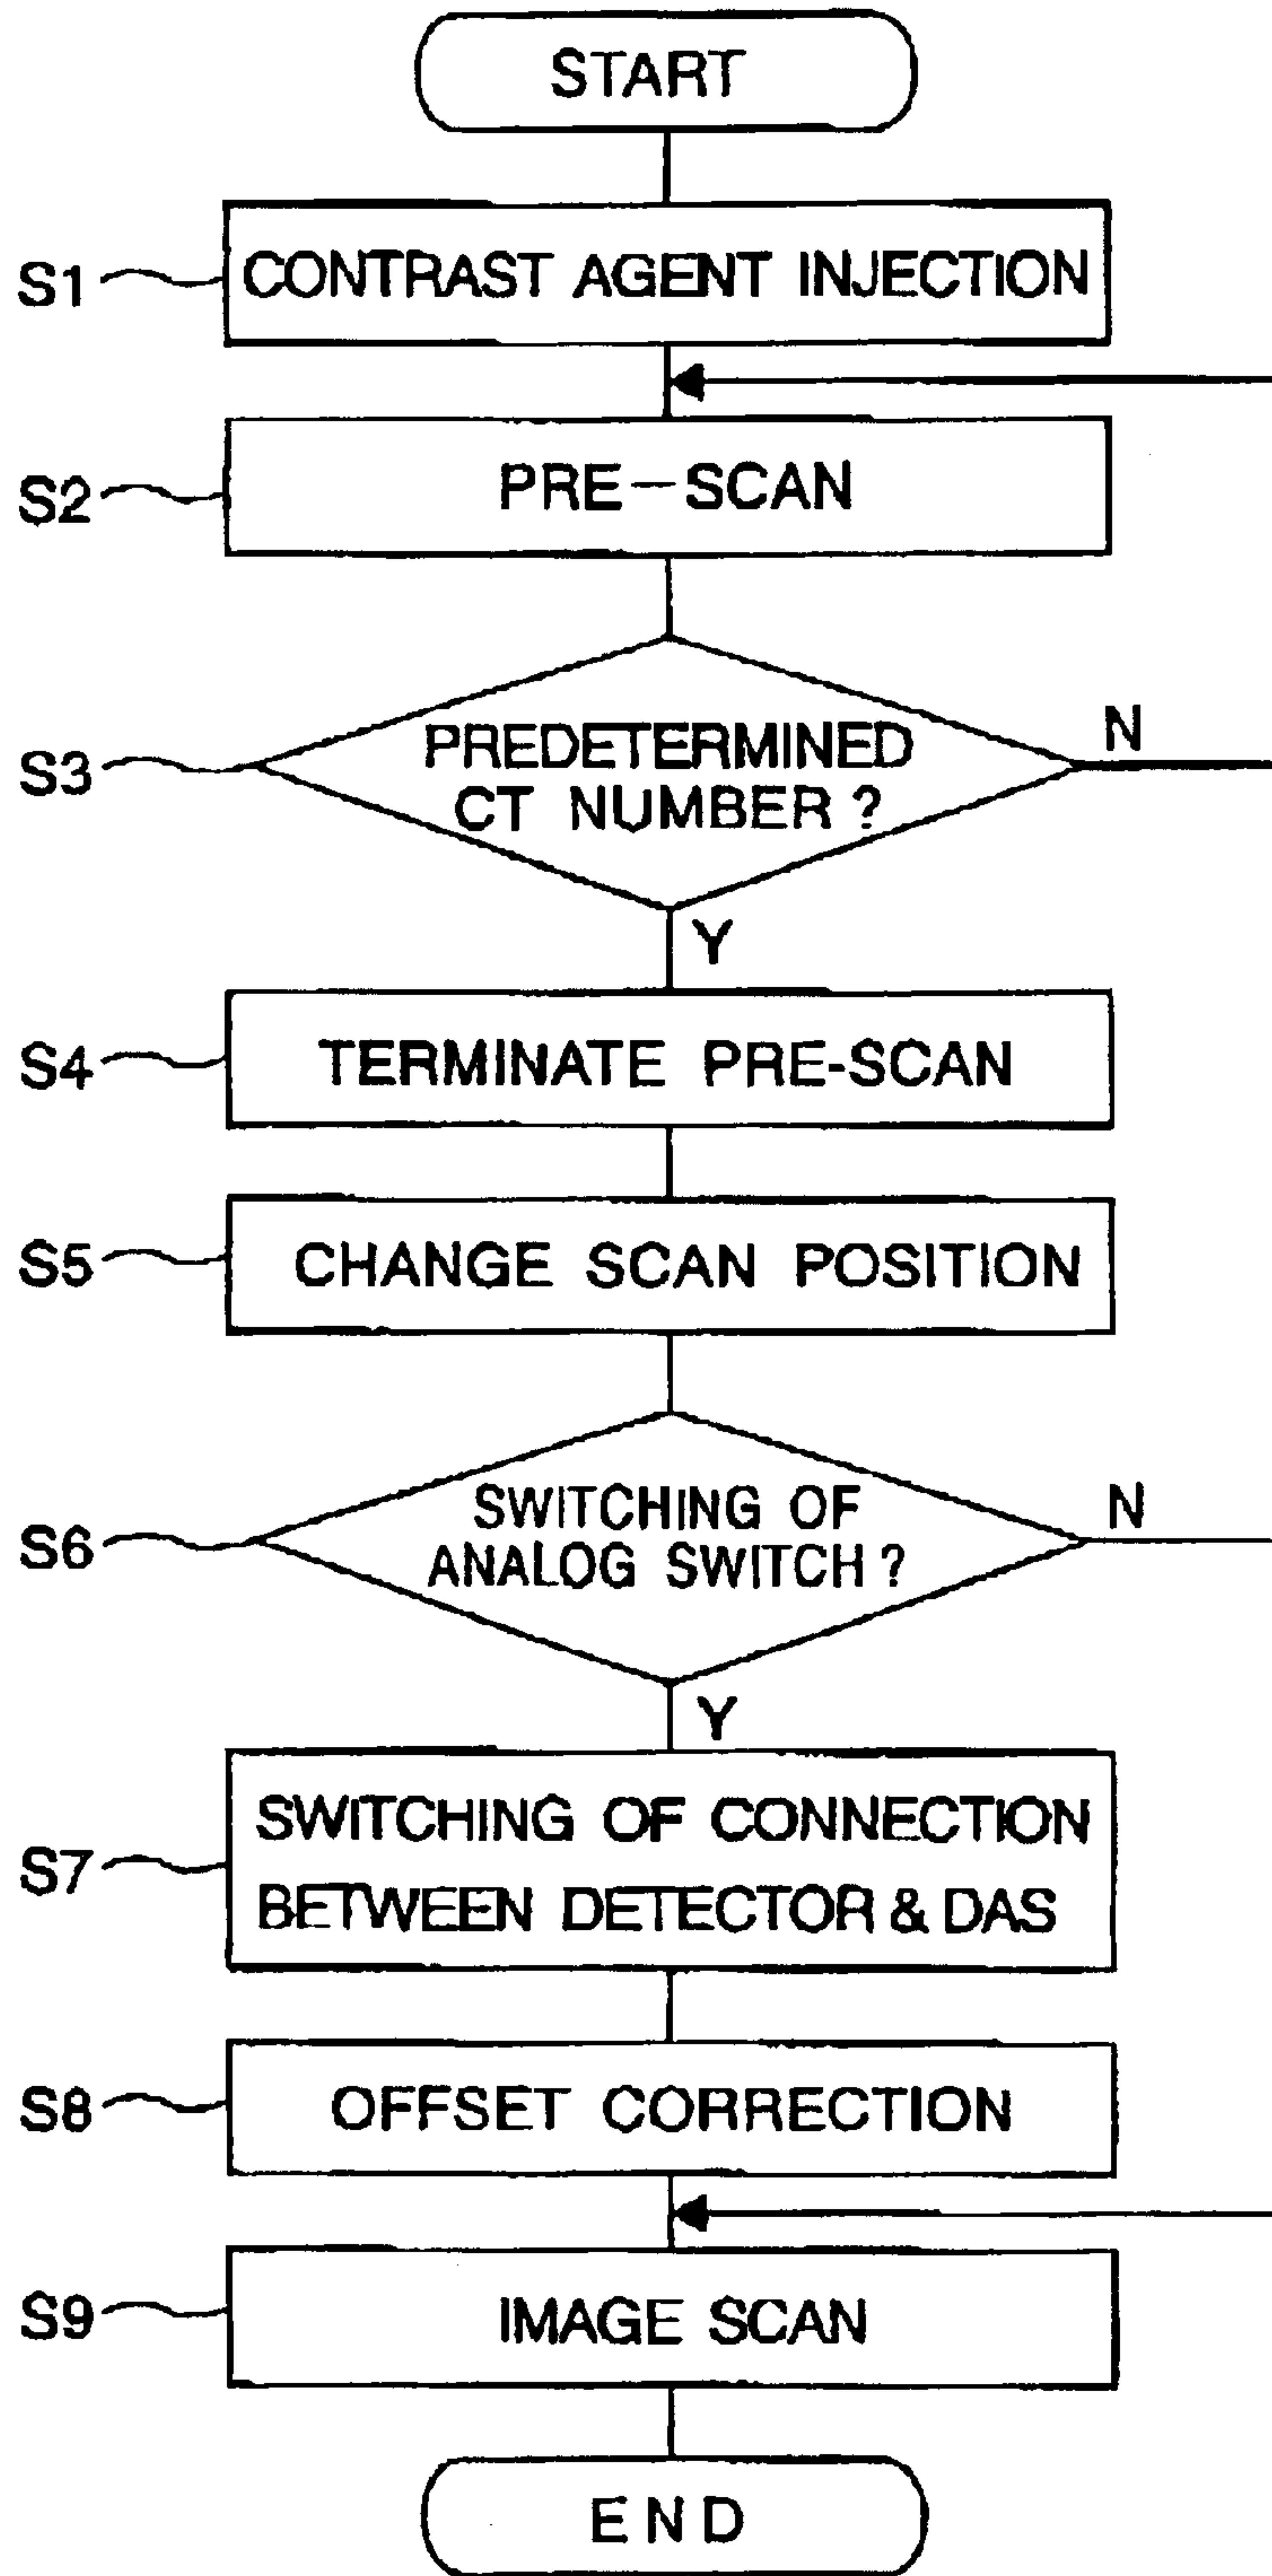 START
S1
CONTRAST AGENT INJECTION
S2
PRE-SCAN
S3
PREDETERMINED
CT NUMBER?
N
Y
S4
TERMINATE PRE-SCAN
S5
CHANGE SCAN POSITION
S6
SWITCHING OF
ANALOG SWITCH?
N
Y
S7
SWITCHING OF CONNECTION
BETWEEN DETECTOR & DAS
S8
OFFSET CORRECTION
S9
IMAGE SCAN
END